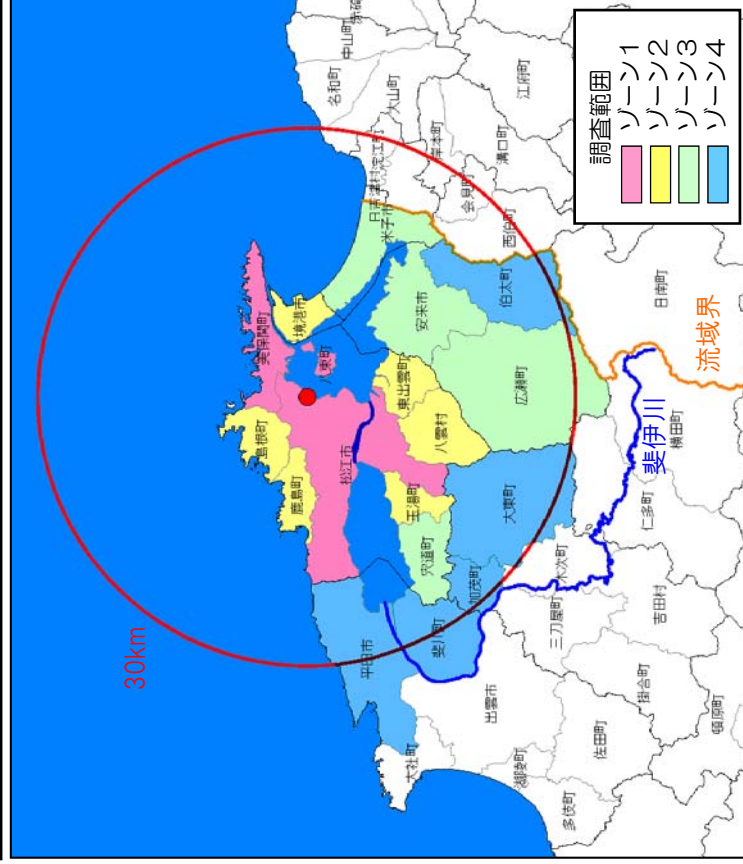 30km
調査範囲
ゾーン1
ゾーン2
ゾーン3
ゾーン4
流域界
斐伊川
中山町
名和町
大山町
淀江町
岸本町
日吉津村
米子市
会見町
溝口町
江府町
西伯町
日南町
美保関町
境港市
八束町
島根町
鹿島町
松江市
東出雲町
八雲村
玉湯町
宍道町
安来市
伯太町
広瀬町
大東町
加茂町
木次町
平田市
斐川町
大社町
出雲市
三刀屋町
仁多町
横田町
吉田村
掛合町
頓原町
佐田町
湖陵町
多伎町